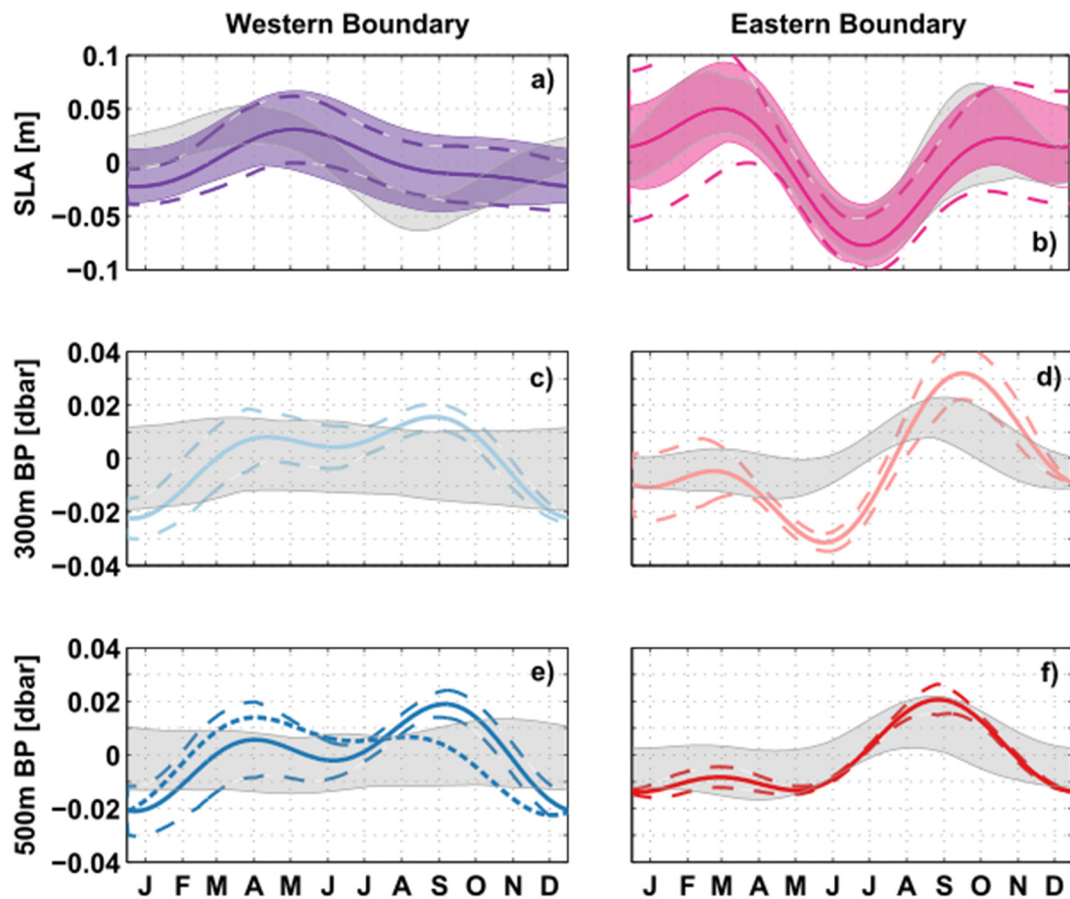 Western Boundary
Eastern Boundary
SLA [m]
0.1
0.05
0
−0.05
−0.1
a)
b)
300m BP [dbar]
0.04
0.02
0
−0.02
−0.04
c)
d)
500m BP [dbar]
0.04
0.02
0
−0.02
−0.04
e)
f)
J F M A M J J A S O N D
J F M A M J J A S O N D